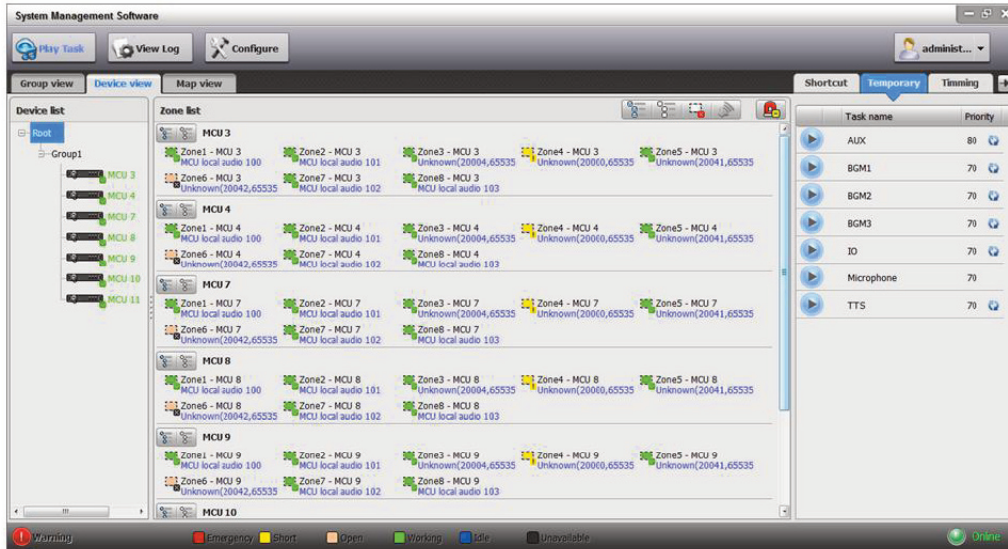 System Management Software
Play Task
View Log
Configure
administ...
Group view
Device view
Map view
Shortcut
Temporary
Timming
Device list
Root
Group1
MCU 3
MCU 4
MCU 7
MCU 8
MCU 9
MCU 10
MCU 11
Zone list
MCU 3
Zone1 - MCU 3 Zone2 - MCU 3 Zone3 - MCU 3 Zone4 - MCU 3 Zone5 - MCU 3
MCU local audio 100 MCU local audio 101 Unknown(20004,65535 Unknown(20000,65535 Unknown(20041,65535
Zone6 - MCU 3 Zone7 - MCU 3 Zone8 - MCU 3
Unknown(20042,65535 MCU local audio 102 MCU local audio 103
MCU 4
Zone1 - MCU 4 Zone2 - MCU 4 Zone3 - MCU 4 Zone4 - MCU 4 Zone5 - MCU 4
MCU local audio 100 MCU local audio 101 Unknown(20004,65535 Unknown(20000,65535 Unknown(20041,65535
Zone6 - MCU 4 Zone7 - MCU 4 Zone8 - MCU 4
Unknown(20042,65535 MCU local audio 102 MCU local audio 103
MCU 7
Zone1 - MCU 7 Zone2 - MCU 7 Zone3 - MCU 7 Zone4 - MCU 7 Zone5 - MCU 7
MCU local audio 100 MCU local audio 101 Unknown(20004,65535 Unknown(20000,65535 Unknown(20041,65535
Zone6 - MCU 7 Zone7 - MCU 7 Zone8 - MCU 7
Unknown(20042,65535 MCU local audio 102 MCU local audio 103
MCU 8
Zone1 - MCU 8 Zone2 - MCU 8 Zone3 - MCU 8 Zone4 - MCU 8 Zone5 - MCU 8
MCU local audio 100 MCU local audio 101 Unknown(20004,65535 Unknown(20000,65535 Unknown(20041,65535
Zone6 - MCU 8 Zone7 - MCU 8 Zone8 - MCU 8
Unknown(20042,65535 MCU local audio 102 MCU local audio 103
MCU 9
Zone1 - MCU 9 Zone2 - MCU 9 Zone3 - MCU 9 Zone4 - MCU 9 Zone5 - MCU 9
MCU local audio 100 MCU local audio 101 Unknown(20004,65535 Unknown(20000,65535 Unknown(20041,65535
Zone6 - MCU 9 Zone7 - MCU 9 Zone8 - MCU 9
Unknown(20042,65535 MCU local audio 102 MCU local audio 103
MCU 10
Task name Priority
AUX 80
BGM1 70
BGM2 70
BGM3 70
IO 70
Microphone 70
TTS 70
Warning
Emergency Short Open Working Idle Unavailable
Online